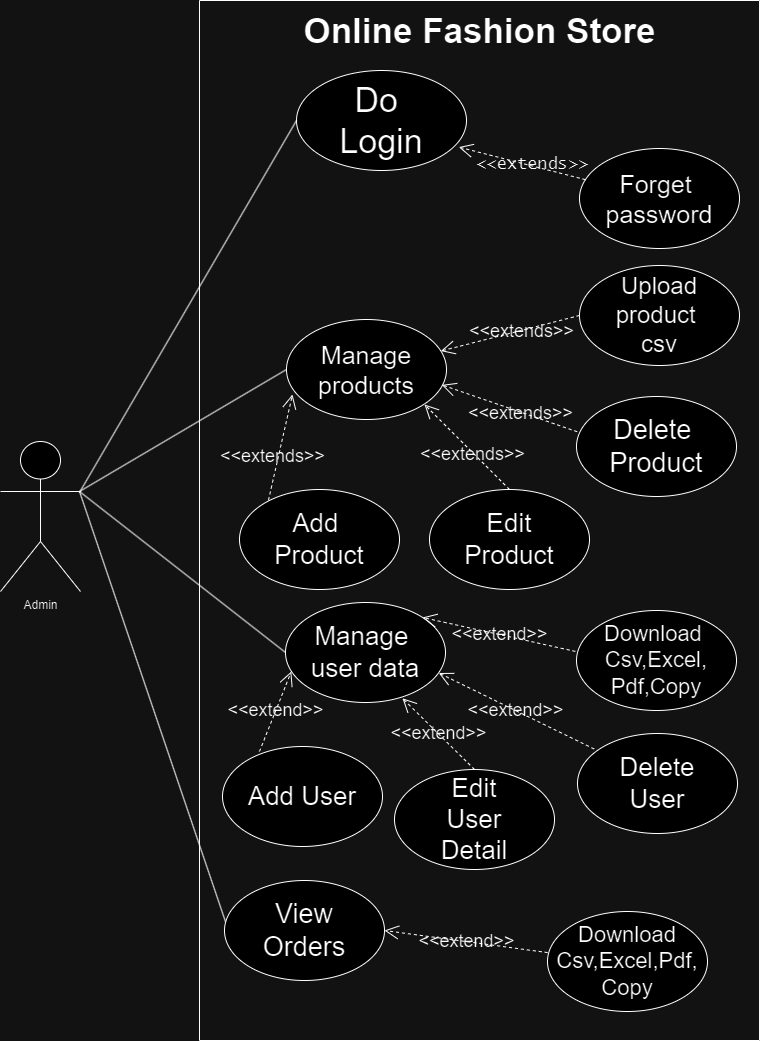 Online Fashion Store
Do
Login
<<extends>>
Forget
password
Upload
product
csv
<<extends>>
Manage
products
<<extends>>
Delete
Product
<<extends>>
<<extends>>
Add
Product
Edit
Product
Admin
Manage
user data
<<extend>>
Download
Csv,Excel,
Pdf,Copy
<<extend>>
<<extend>>
<<extend>>
Delete
User
Add User
Edit
User
Detail
View
Orders
<<extend>>
Download
Csv,Excel,Pdf,
Copy